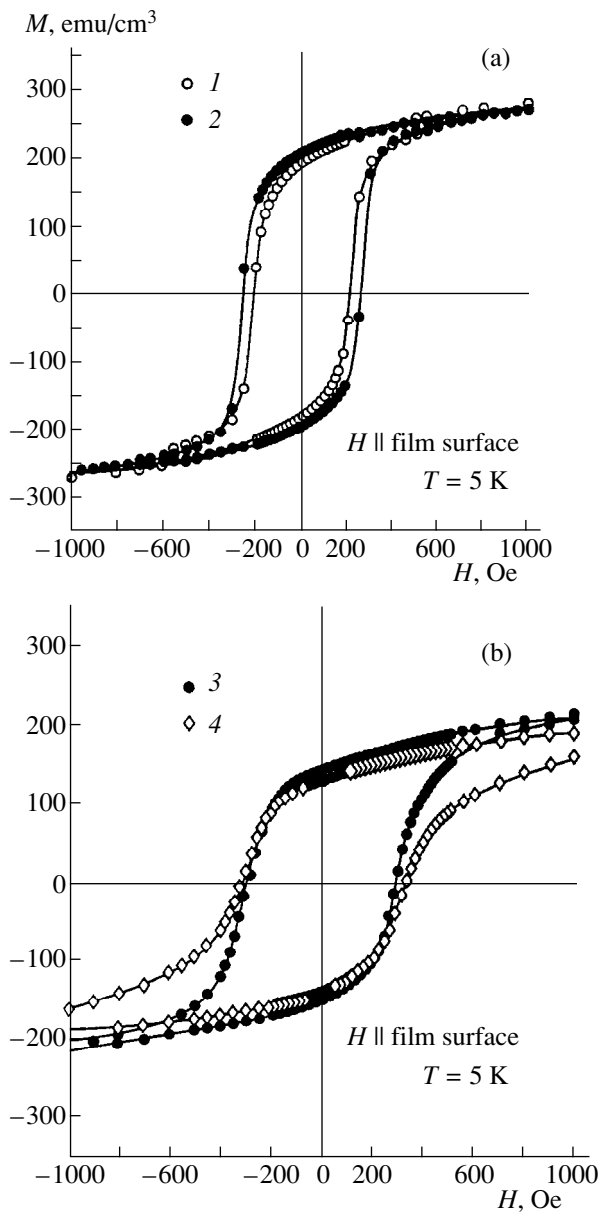 M, emu/cm³
(a)
300
1
2
200
100
0
–100
–200
H || film surface
–300
T = 5 K
–1000 –600 –200 0 200 600 1000
H, Oe
(b)
300
3
4
200
100
0
–100
–200
H || film surface
T = 5 K
–300
–1000 –600 –200 0 200 600 1000
H, Oe